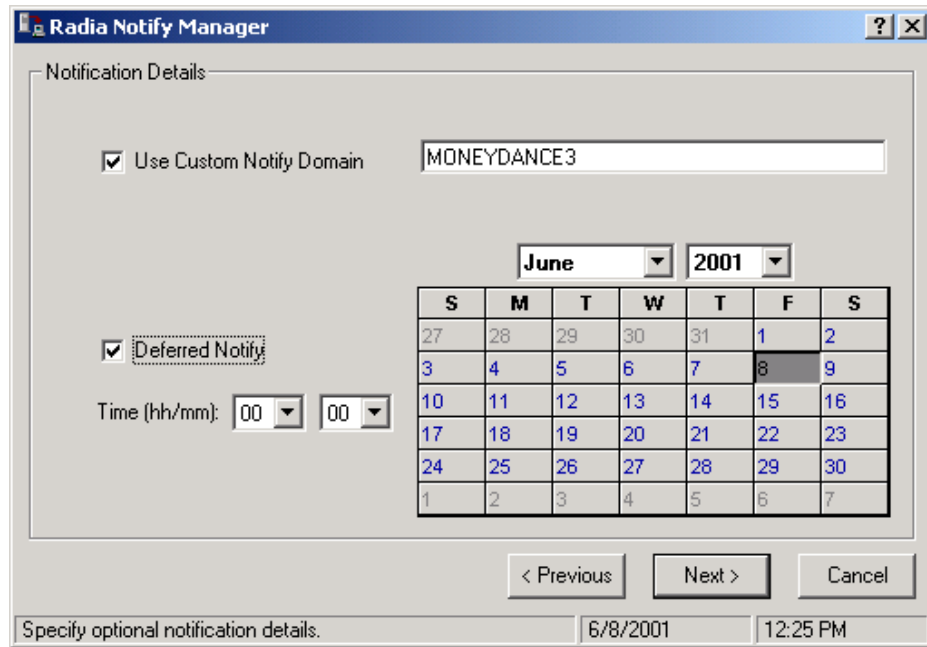 Radia Notify Manager
Notification Details
Use Custom Notify Domain MONEYDANCE3
June 2001
S M T W T F S
27 28 29 30 31 1 2
Deferred Notify
3 4 5 6 7 8 9
Time (hh/mm): 00 00
10 11 12 13 14 15 16
17 18 19 20 21 22 23
24 25 26 27 28 29 30
1 2 3 4 5 6 7
< Previous Next > Cancel
Specify optional notification details. 6/8/2001 12:25 PM